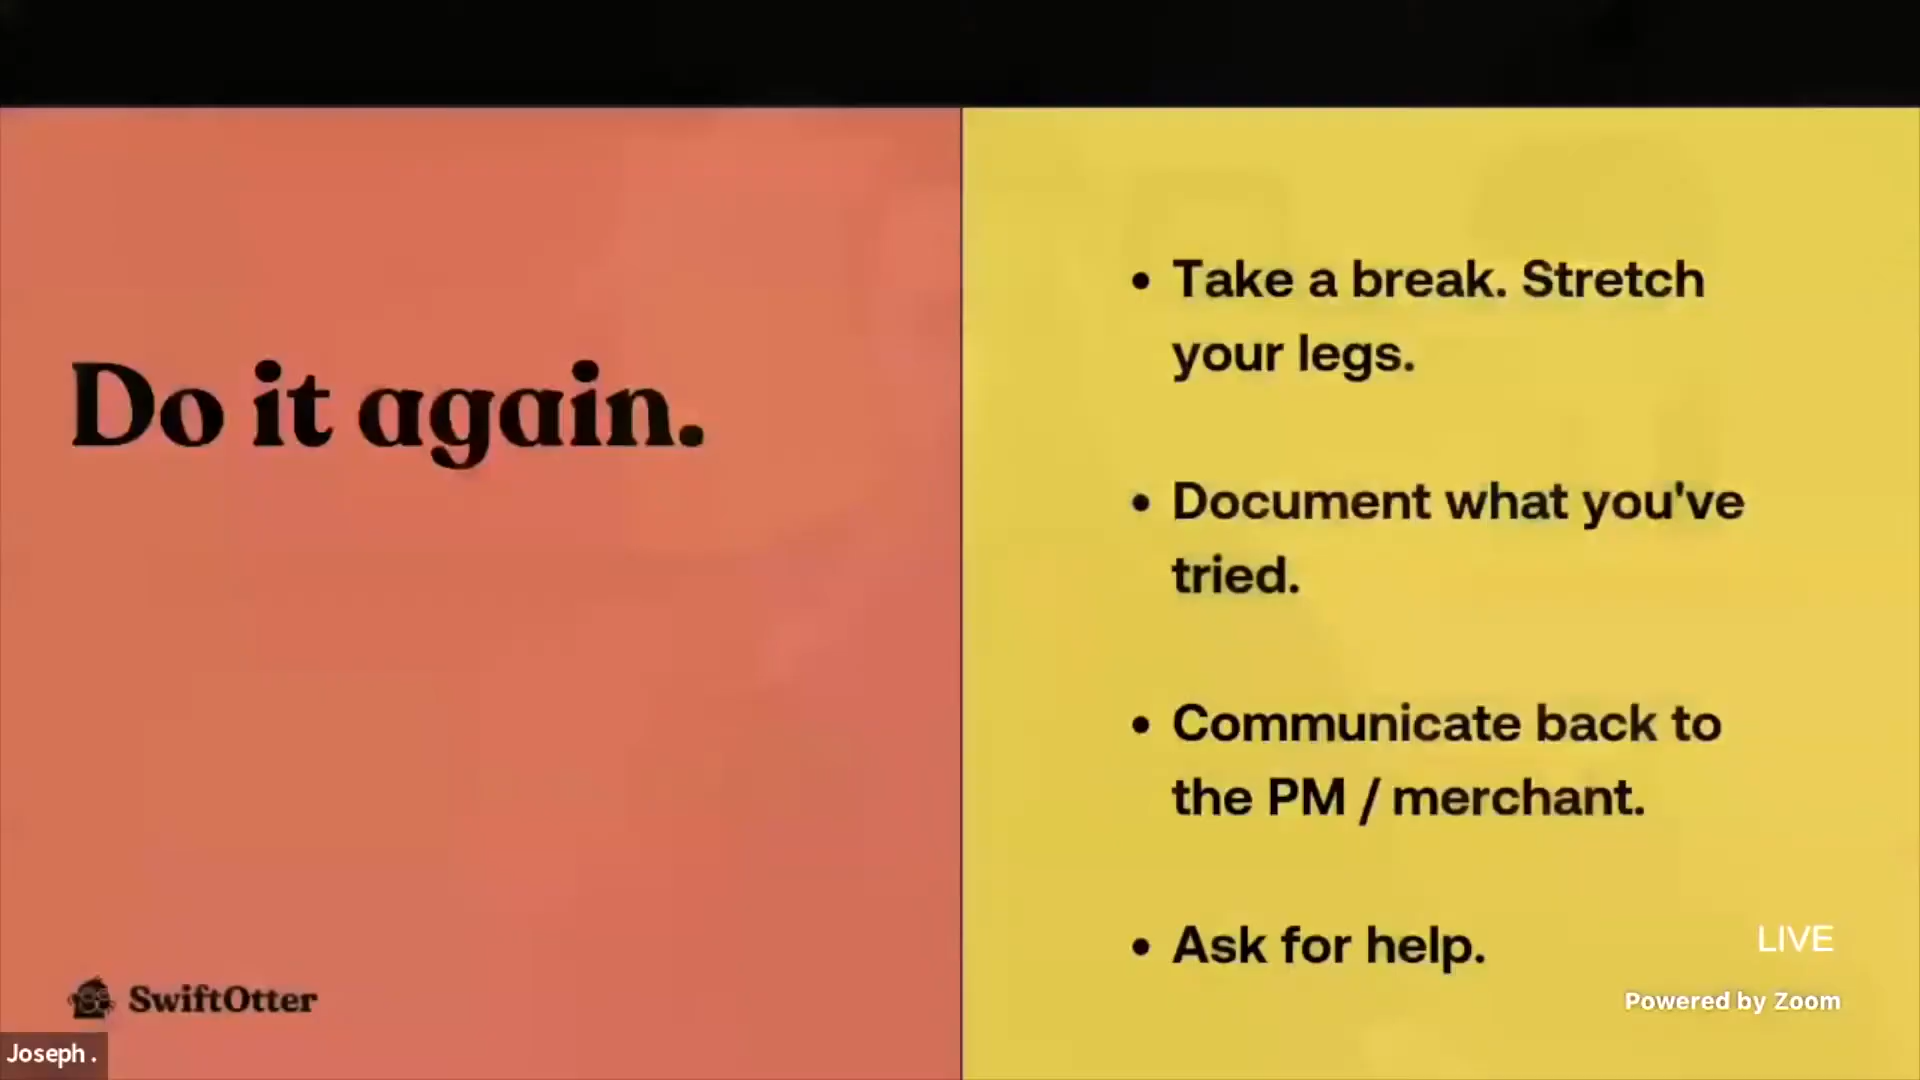 Do it again.
• Take a break. Stretch
your legs.
• Document what you've
tried.
• Communicate back to
the PM / merchant.
• Ask for help.
LIVE
Powered by Zoom
SwiftOtter
Joseph .